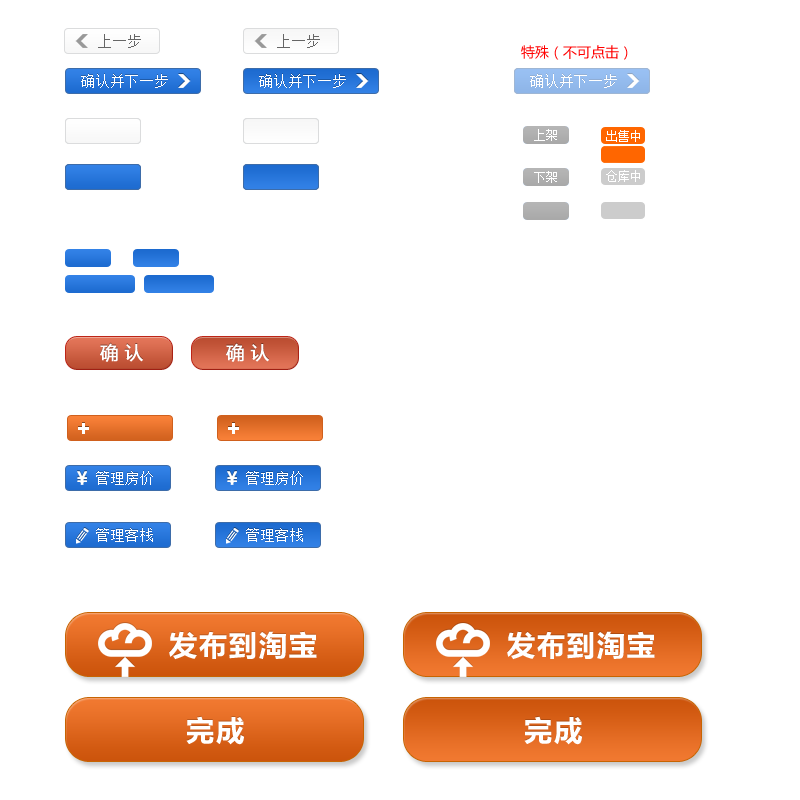 上一步
上一步
特殊（不可点击）
确认并下一步
确认并下一步
确认并下一步
上架
出售中
下架
仓库中
确 认
确 认
¥ 管理房价
¥ 管理房价
管理客栈
管理客栈
发布到淘宝
发布到淘宝
完成
完成